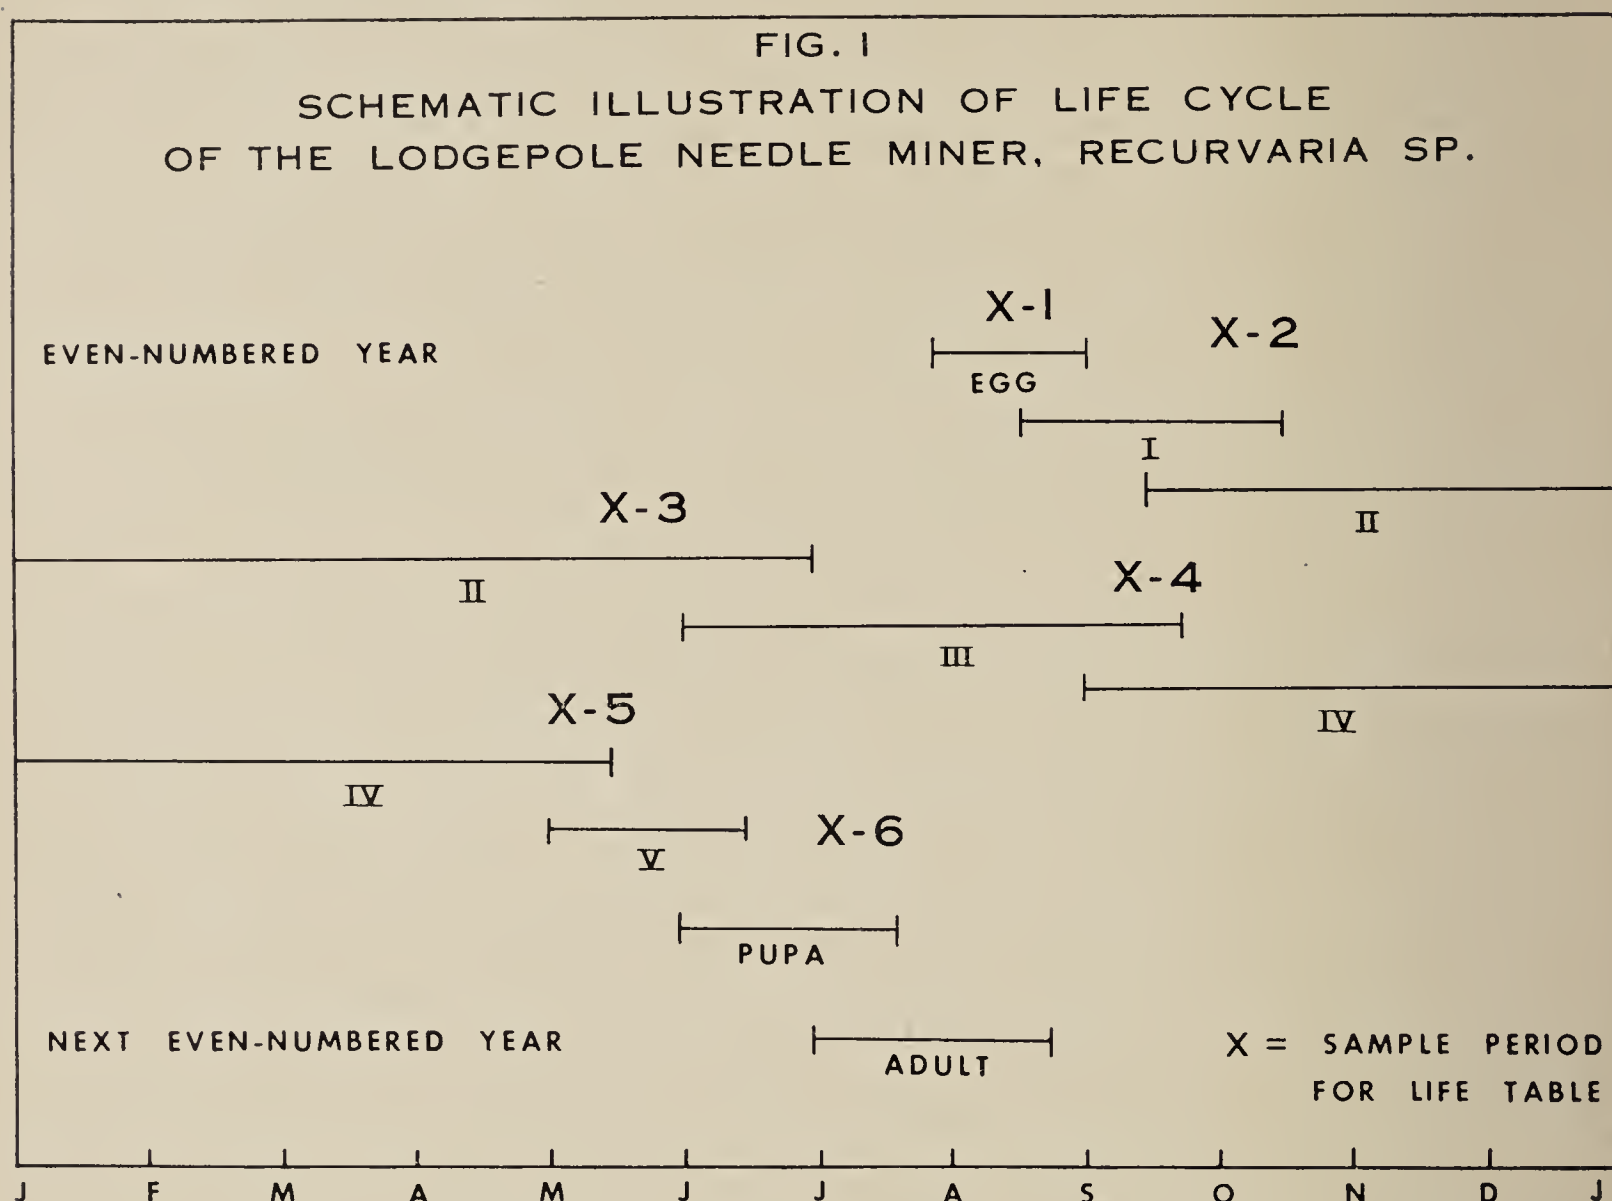 FIG. I
SCHEMATIC ILLUSTRATION OF LIFE CYCLE
OF THE LODGEPOLE NEEDLE MINER, RECURVARIA SP.
X-I
X-2
EVEN-NUMBERED YEAR
EGG
I
X-3
II
X-4
II
III
X-5
IV
IV
X-6
V
PUPA
NEXT EVEN-NUMBERED YEAR
ADULT
X = SAMPLE PERIOD
FOR LIFE TABLE
J F M A M J J A S O N D J